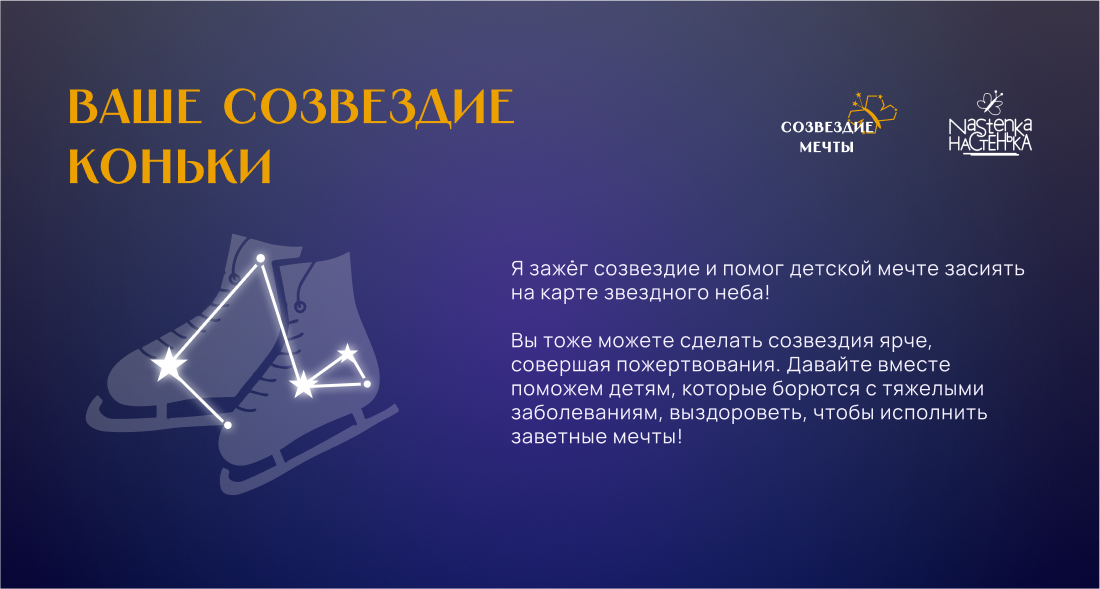 ВАШЕ СОЗВЕЗДИЕ
КОНЬКИ
СОЗВЕЗДИЕ
МЕЧТЫ
Nastenka
НАСТЕНЬКА
Я зажёг созвездие и помог детской мечте засиять
на карте звездного неба!
Вы тоже можете сделать созвездия ярче,
совершая пожертвования. Давайте вместе
поможем детям, которые борются с тяжелыми
заболеваниям, выздороветь, чтобы исполнить
заветные мечты!